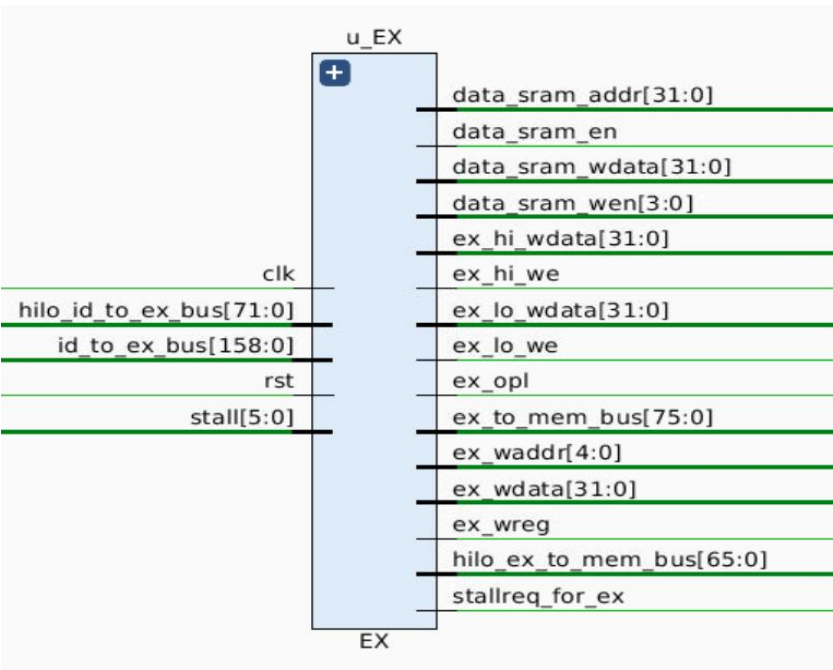 u_EX
data_sram_addr[31:0]
data_sram_en
data_sram_wdata[31:0]
data_sram_wen[3:0]
ex_hi_wdata[31:0]
clk ex_hi_we
hilo_id_to_ex_bus[71:0] ex_lo_wdata[31:0]
id_to_ex_bus[158:0] ex_lo_we
rst ex_opl
stall[5:0] ex_to_mem_bus[75:0]
ex_waddr[4:0]
ex_wdata[31:0]
ex_wreg
hilo_ex_to_mem_bus[65:0]
stallreq_for_ex
EX